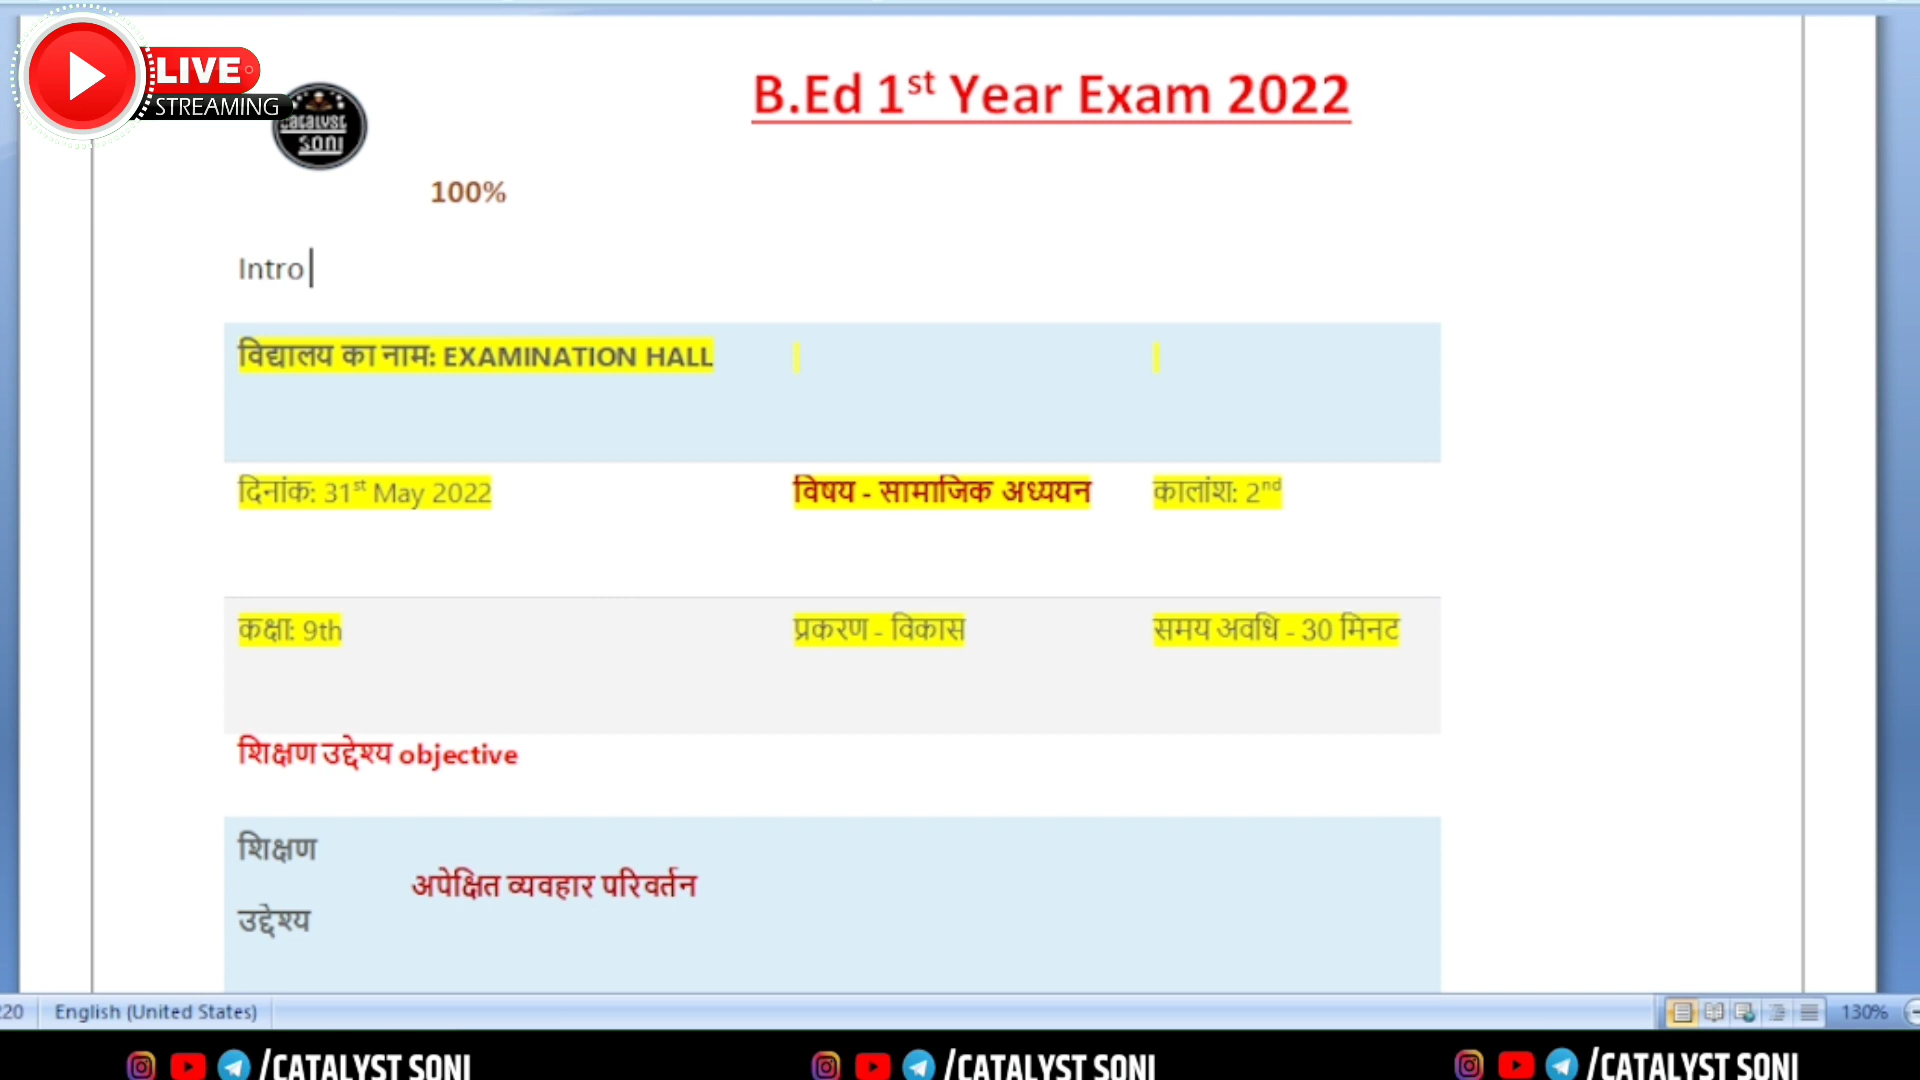 LIVE
STREAMING
CATALYST
SONI
B.Ed 1st Year Exam 2022
100%
Intro
विद्यालय का नाम: EXAMINATION HALL
दिनांक: 31st May 2022 विषय - सामाजिक अध्ययन कालांश: 2nd
कक्षा: 9th प्रकरण - विकास समय अवधि - 30 मिनट
शिक्षण उद्देश्य objective
शिक्षण
अपेक्षित व्यवहार परिवर्तन
उद्देश्य
220 English (United States) 130%
/CATALYST SONI /CATALYST SONI /CATALYST SONI